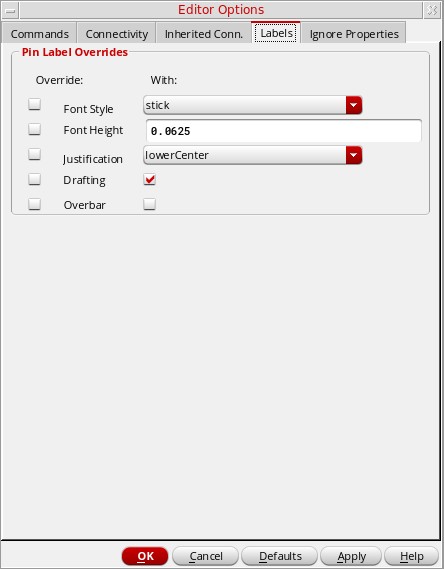 Editor Options
Commands Connectivity Inherited Conn. Labels Ignore Properties
Pin Label Overrides
Override: With:
Font Style stick
Font Height 0.0625
Justification lowerCenter
Drafting
Overbar
OK Cancel Defaults Apply Help